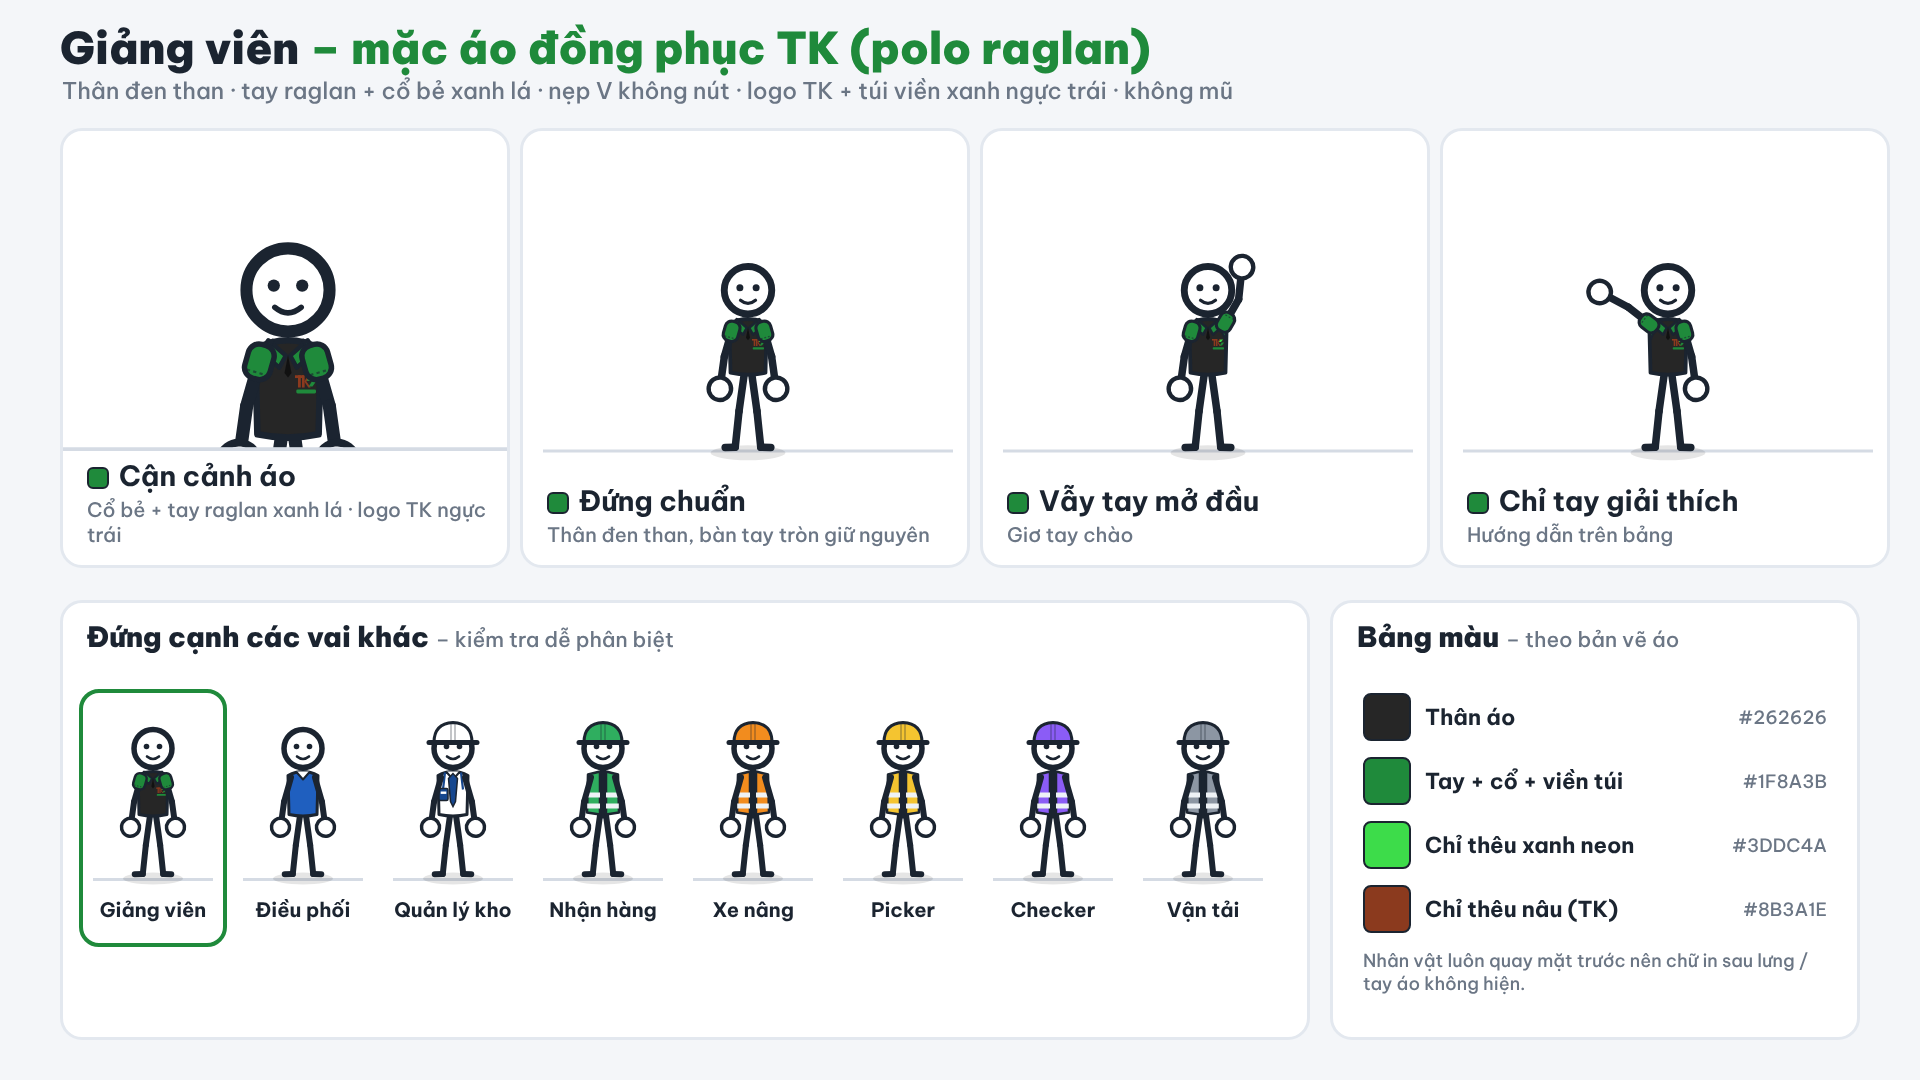 Giảng viên – mặc áo đồng phục TK (polo raglan)
Thân đen than · tay raglan + cổ bẻ xanh lá · nẹp V không nút · logo TK + túi viền xanh ngực trái · không mũ
TK
Cận cảnh áo
Cổ bẻ + tay raglan xanh lá · logo TK ngực
trái
TK
Đứng chuẩn
Thân đen than, bàn tay tròn giữ nguyên
TK
Vẫy tay mở đầu
Giơ tay chào
TK
Chỉ tay giải thích
Hướng dẫn trên bảng
Đứng cạnh các vai khác – kiểm tra dễ phân biệt
Giảng viên
Điều phối
Quản lý kho
Nhận hàng
Xe nâng
Picker
Checker
Vận tải
Bảng màu – theo bản vẽ áo
Thân áo #262626
Tay + cổ + viền túi #1F8A3B
Chỉ thêu xanh neon #3DDC4A
Chỉ thêu nâu (TK) #8B3A1E
Nhân vật luôn quay mặt trước nên chữ in sau lưng /
tay áo không hiện.